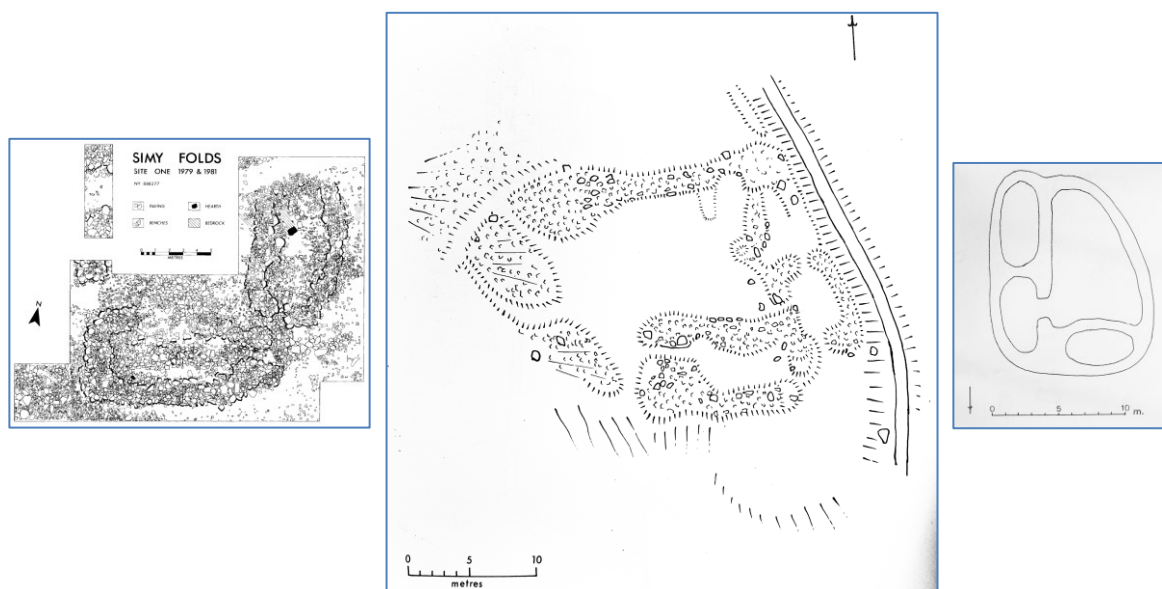 SIMY FOLDS
SITE ONE 1979 & 1981
PAVING
HEARTH
BENCHES
BEDROCK
METRES
N
0 5 10
metres
0 5 10 m.